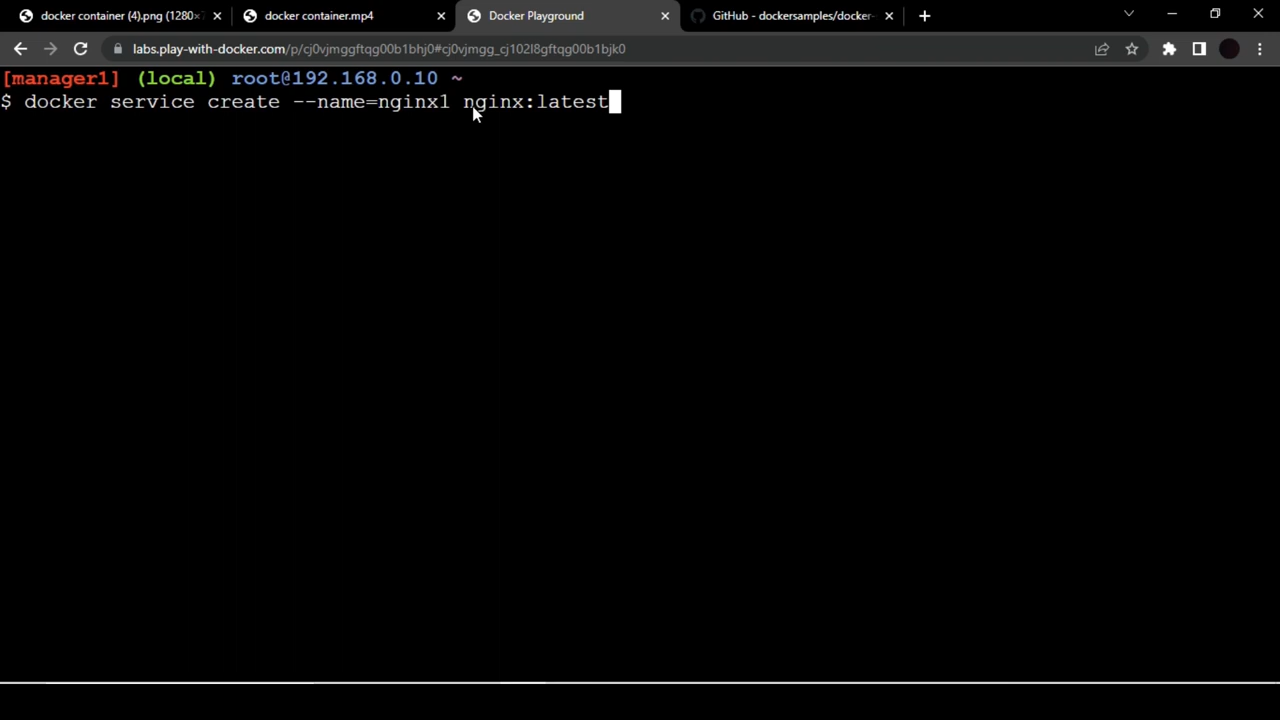 docker container (4).png (1280×7
docker container.mp4
Docker Playground
GitHub - dockersamples/docker-
labs.play-with-docker.com/p/cj0vjmggftqg00b1bhj0#cj0vjmgg_cj102l8gftqg00b1bjk0
[manager1] (local) root@192.168.0.10 ~
$ docker service create --name=nginx1 nginx:latest